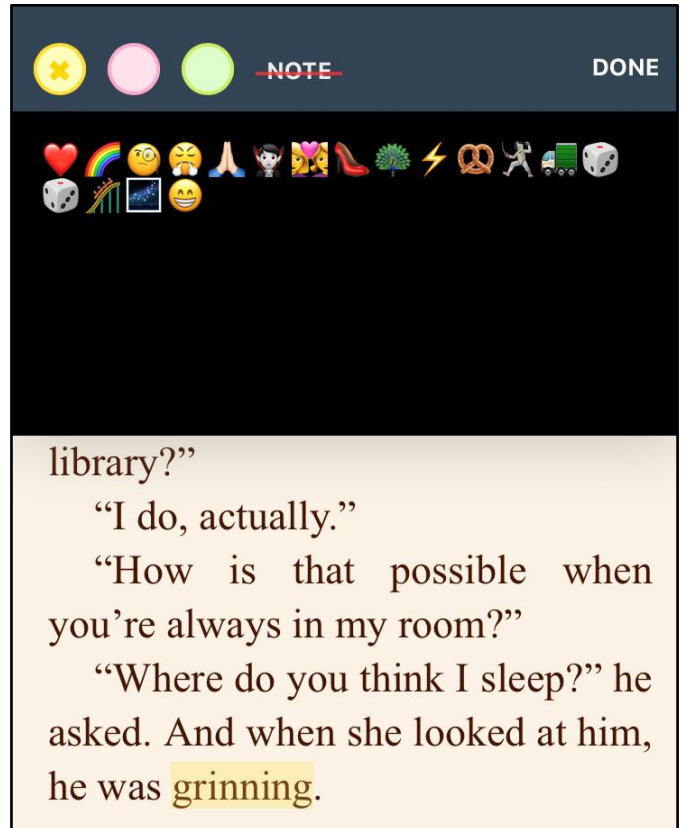 NOTE
DONE
❤️🌈🧐😤🙏🏻🧛🏻👩‍❤️‍💋‍👩👠🦚⚡🥨🤺🚛🎲
🎲🎢🌌😁
library?”
“I do, actually.”
“How is that possible when
you’re always in my room?”
“Where do you think I sleep?” he
asked. And when she looked at him,
he was grinning.